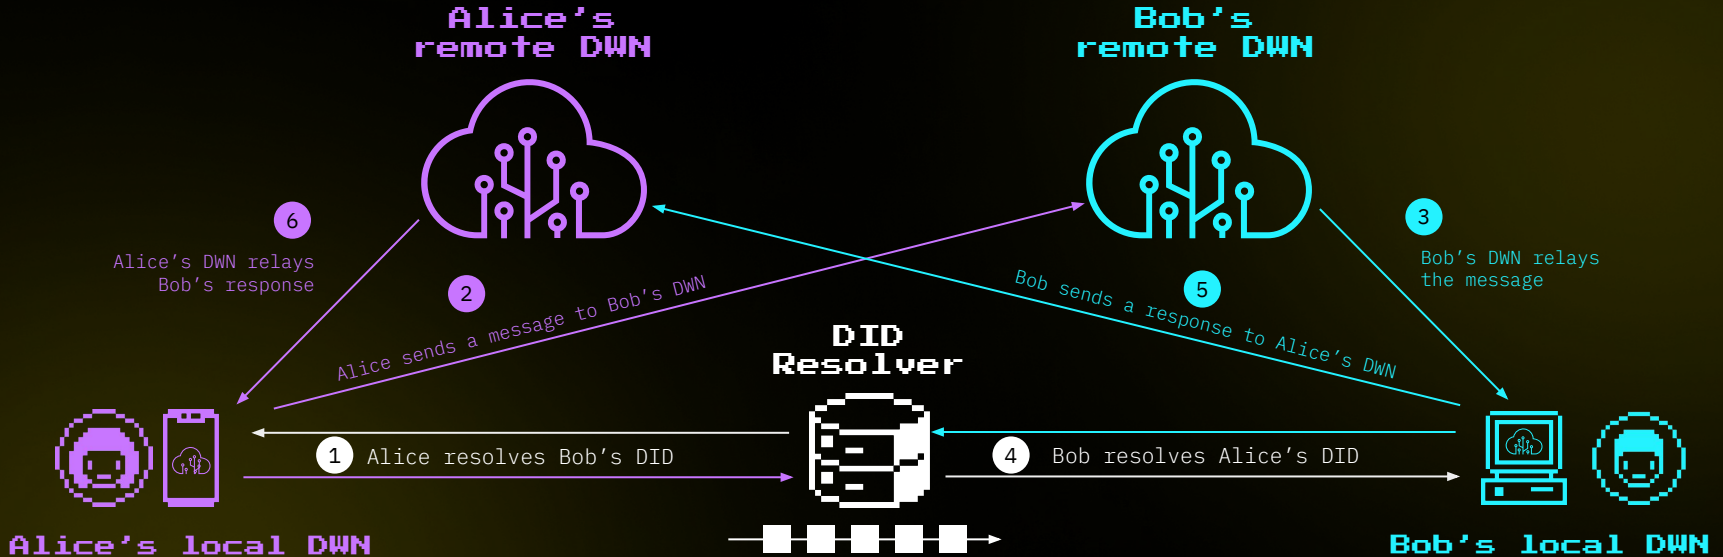 Alice's
remote DWN
Bob's
remote DWN
6
Alice's DWN relays
Bob's response
2
Alice sends a message to Bob's DWN
3
Bob's DWN relays
the message
5
Bob sends a response to Alice's DWN
DID
Resolver
1 Alice resolves Bob's DID
4 Bob resolves Alice's DID
Alice's local DWN
Bob's local DWN